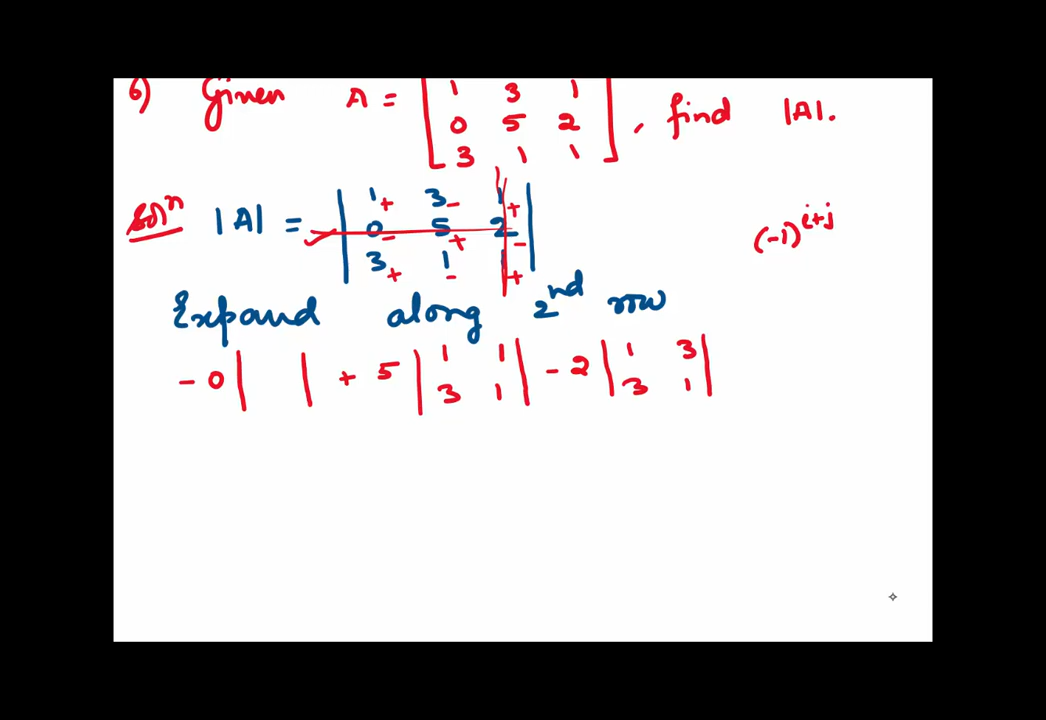 6) Given A = [ 1 3 1
0 5 2 , find |A|.
3 1 1 ]
Solⁿ |A| = | 1+ 3- 1+
0- 5+ 2- | (-1)^(i+j)
3+ 1- 1+
Expand along 2nd row
- 0 | | + 5 | 1 1 | - 2 | 1 3 |
3 1 3 1